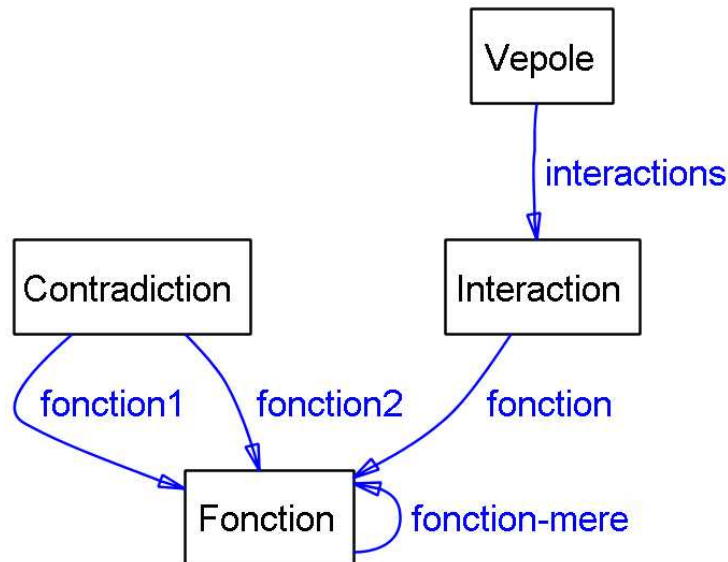 Vepole
interactions
Contradiction
Interaction
fonction1
fonction2
fonction
Fonction
fonction-mere